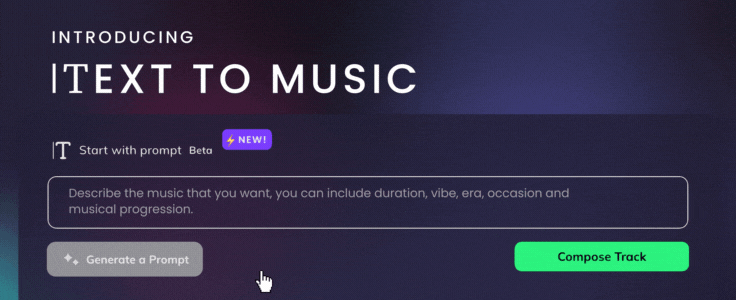 INTRODUCING
TEXT TO MUSIC
T Start with prompt Beta
NEW!
Describe the music that you want, you can include duration, vibe, era, occasion and
musical progression.
Generate a Prompt
Compose Track